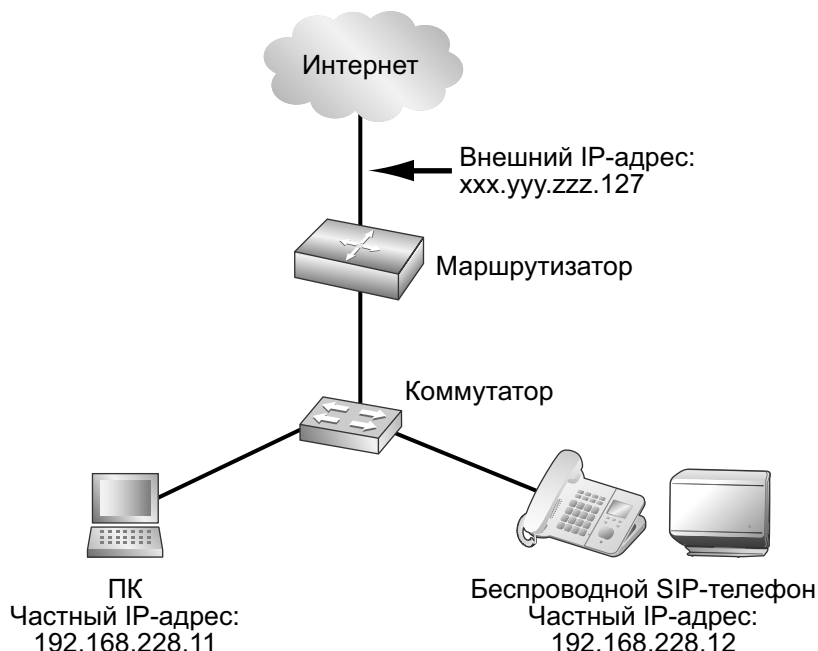 Интернет
Внешний IP-адрес:
xxx.yyy.zzz.127
Маршрутизатор
Коммутатор
ПК
Частный IP-адрес:
192.168.228.11
Беспроводной SIP-телефон
Частный IP-адрес:
192.168.228.12